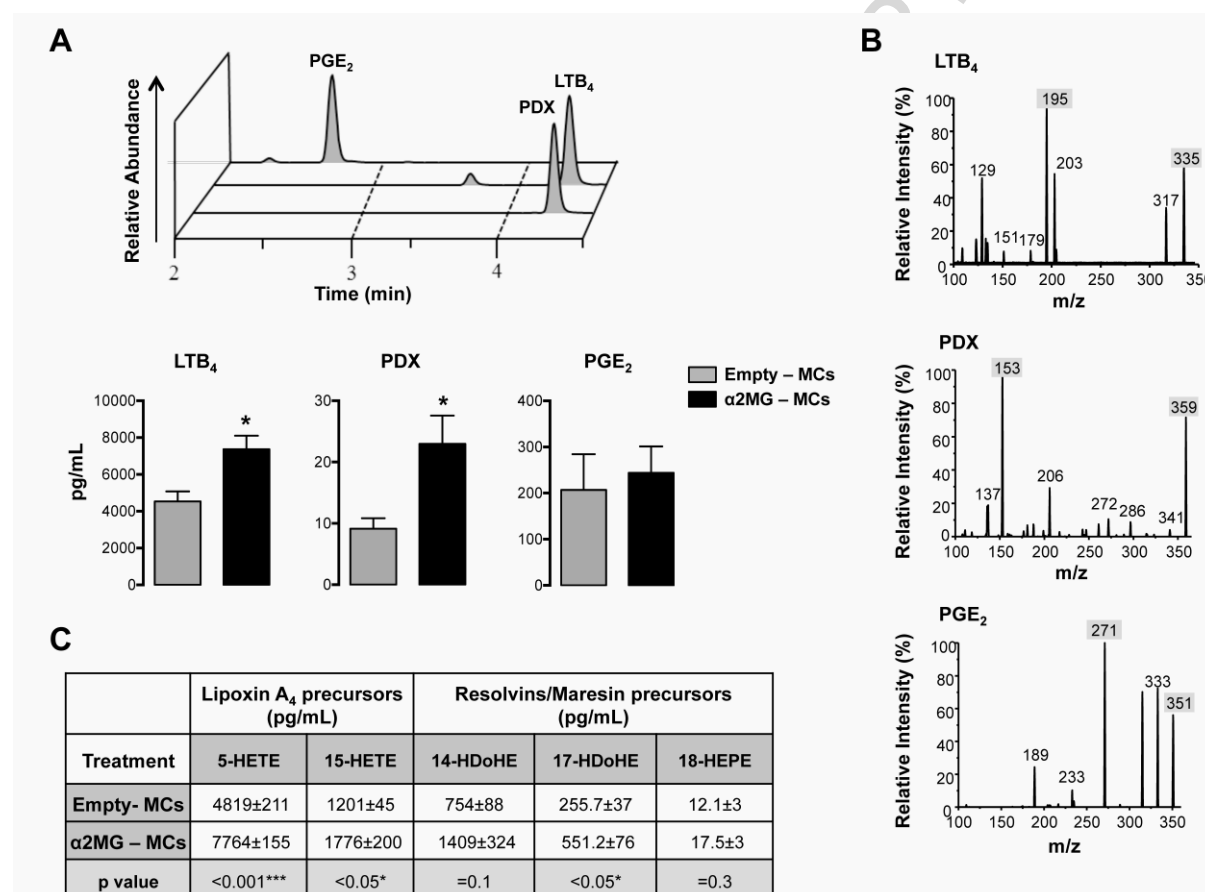 A
PGE2
LTB4
PDX
Relative Abundance
2
3
4
Time (min)
LTB4
PDX
PGE2
Empty – MCs
α2MG – MCs
pg/mL
10000
8000
6000
4000
2000
0
*
30
20
10
0
*
400
300
200
100
0
B
LTB4
Relative Intensity (%)
100
80
60
40
20
0
129
151
179
195
203
317
335
100 150 200 250 300 350
m/z
PDX
Relative Intensity (%)
100
80
60
40
20
0
137
153
206
272
286
341
359
100 150 200 250 300 350
m/z
PGE2
Relative Intensity (%)
100
80
60
40
20
0
189
233
271
333
351
100 150 200 250 300 350
m/z
C
Lipoxin A4 precursors (pg/mL) Resolvins/Maresin precursors (pg/mL)
Treatment 5-HETE 15-HETE 14-HDoHE 17-HDoHE 18-HEPE
Empty- MCs 4819±211 1201±45 754±88 255.7±37 12.1±3
α2MG – MCs 7764±155 1776±200 1409±324 551.2±76 17.5±3
p value <0.001*** <0.05* =0.1 <0.05* =0.3